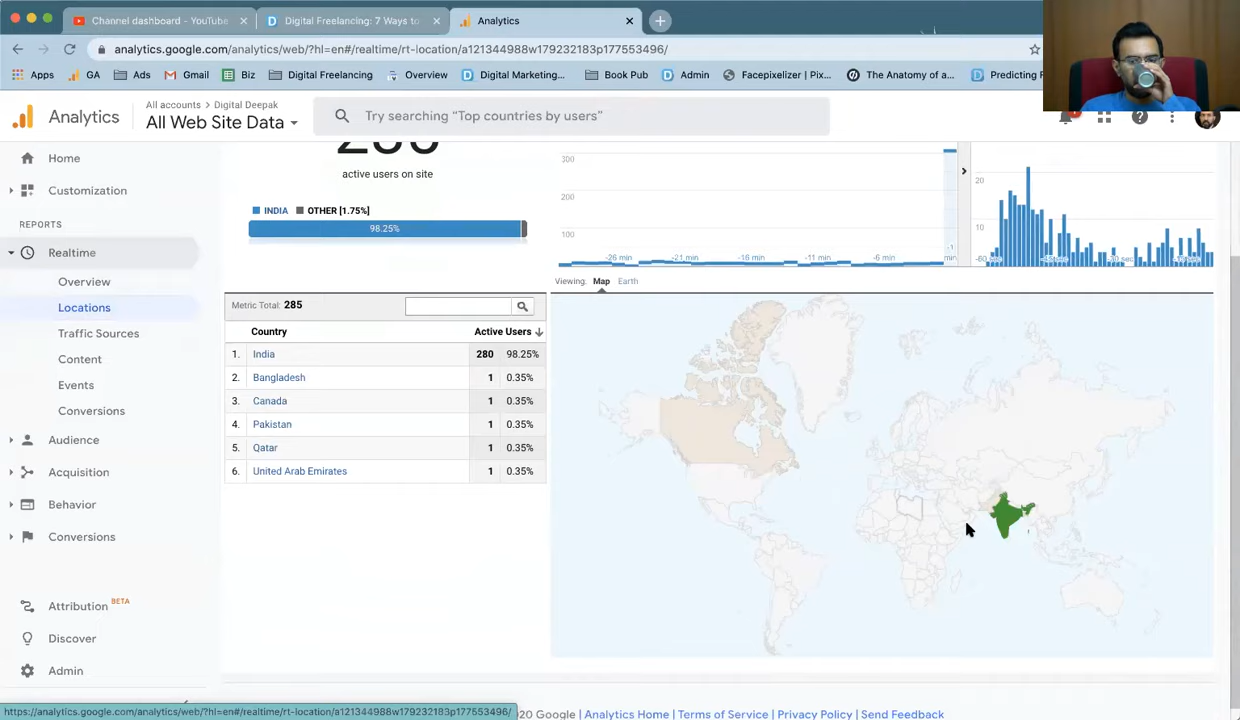 Channel dashboard - YouTube
Digital Freelancing: 7 Ways to
Analytics
analytics.google.com/analytics/web/?hl=en#/realtime/rt-location/a121344988w179232183p177553496/
Apps
GA
Ads
Gmail
Biz
Digital Freelancing
Overview
Digital Marketing...
Book Pub
Admin
Facepixelizer | Pix...
The Anatomy of a...
Predicting
Analytics
All accounts > Digital Deepak
All Web Site Data
Try searching “Top countries by users”
Home
Customization
REPORTS
Realtime
Overview
Locations
Traffic Sources
Content
Events
Conversions
Audience
Acquisition
Behavior
Conversions
Attribution BETA
Discover
Admin
active users on site
INDIA OTHER [1.75%]
98.25%
300
200
100
-26 min
-21 min
-16 min
-11 min
-6 min
-1
min
20
10
Viewing: Map Earth
Metric Total: 285
Country Active Users
1. India 280 98.25%
2. Bangladesh 1 0.35%
3. Canada 1 0.35%
4. Pakistan 1 0.35%
5. Qatar 1 0.35%
6. United Arab Emirates 1 0.35%
https://analytics.google.com/analytics/web/?hl=en#/realtime/rt-location/a121344988w179232183p177553496/
20 Google | Analytics Home | Terms of Service | Privacy Policy | Send Feedback